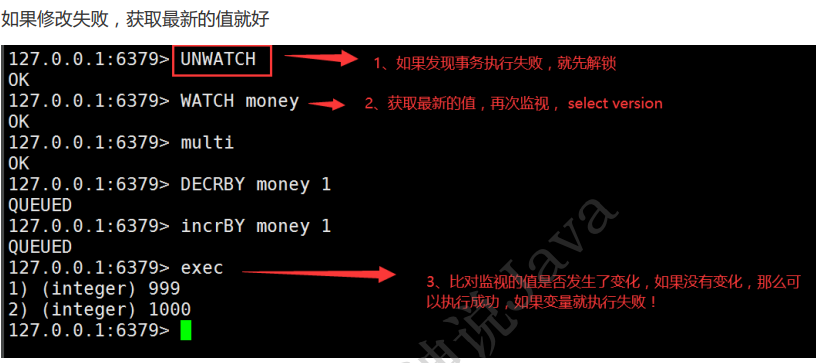 如果修改失败，获取最新的值就好
127.0.0.1:6379> UNWATCH
1、如果发现事务执行失败，就先解锁
OK
127.0.0.1:6379> WATCH money
2、获取最新的值，再次监视， select version
OK
127.0.0.1:6379> multi
OK
127.0.0.1:6379> DECRBY money 1
QUEUED
127.0.0.1:6379> incrBY money 1
QUEUED
127.0.0.1:6379> exec
3、比对监视的值是否发生了变化，如果没有变化，那么可
以执行成功，如果变量就执行失败！
1) (integer) 999
2) (integer) 1000
127.0.0.1:6379>
说Java